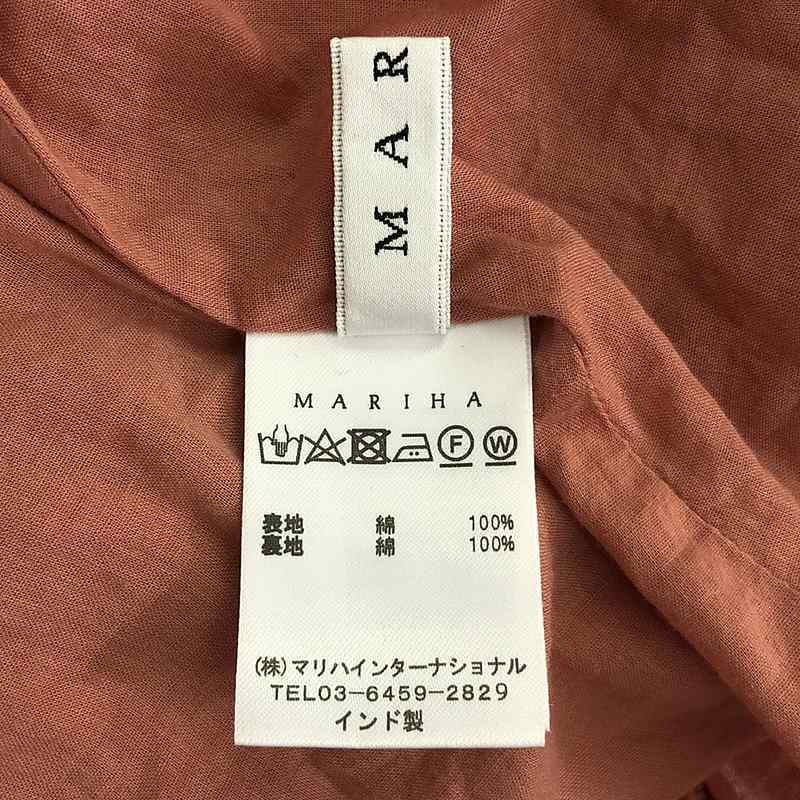 MAR
MARIHA
F W
表地 綿 100%
裏地 綿 100%
(株)マリハインターナショナル
TEL03-6459-2829
インド製